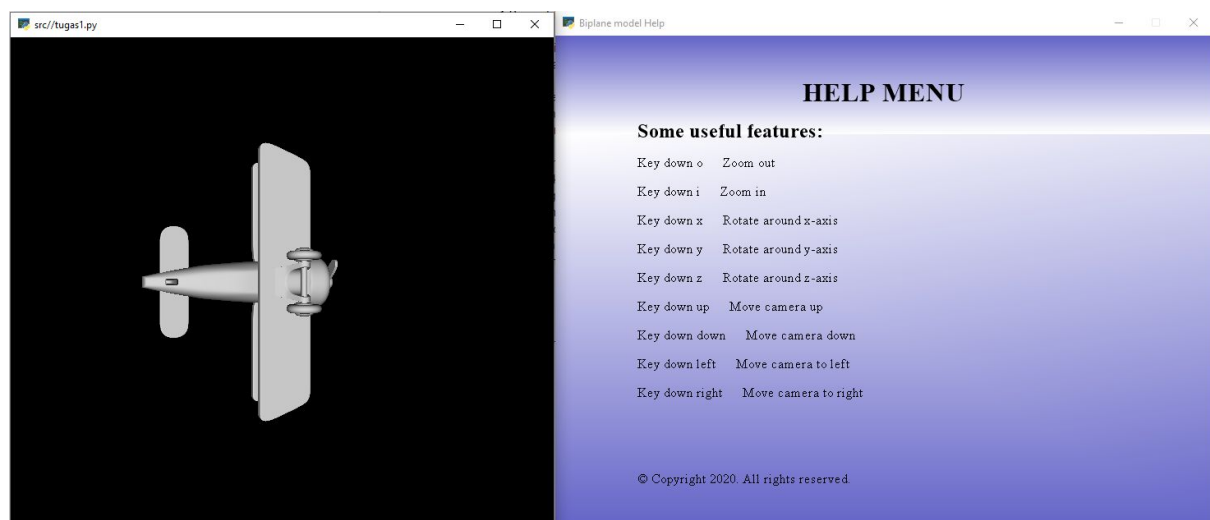 src//tugas1.py
Biplane model Help
HELP MENU
Some useful features:
Key down o Zoom out
Key down i Zoom in
Key down x Rotate around x-axis
Key down y Rotate around y-axis
Key down z Rotate around z-axis
Key down up Move camera up
Key down down Move camera down
Key down left Move camera to left
Key down right Move camera to right
© Copyright 2020. All rights reserved.